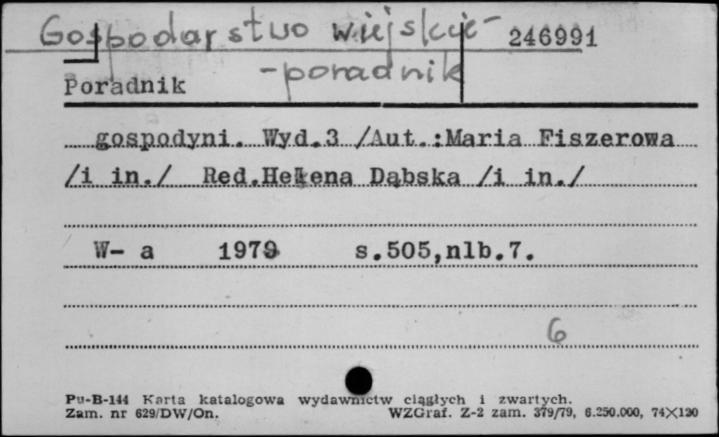 Gospodarstwo wiejskie - 246991
- poradnik
Poradnik
gospodyni. Wyd.3 /Aut.:Maria Fiszerowa
/i in./ Red.Helena Dąbska /i in./
W- a 1979 s.505,nlb.7.
6
Pu-B-144 Karta katalogowa wydawnictw ciągłych i zwartych.
Zam. nr 629/DW/On. WZGraf. Z-2 zam. 379/79, 6.250.000, 74×120